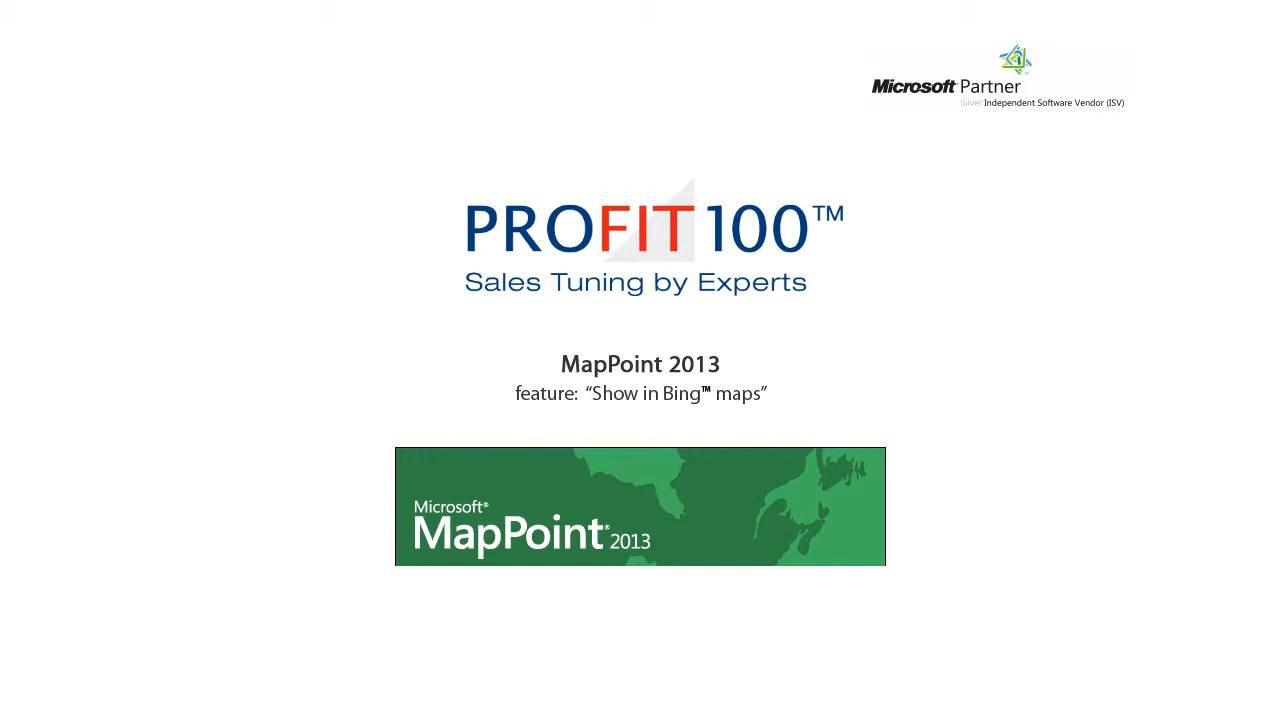 Microsoft Partner
Silver Independent Software Vendor (ISV)
PROFIT 100™
Sales Tuning by Experts
MapPoint 2013
feature: “Show in Bing™ maps”
Microsoft®
MapPoint® 2013